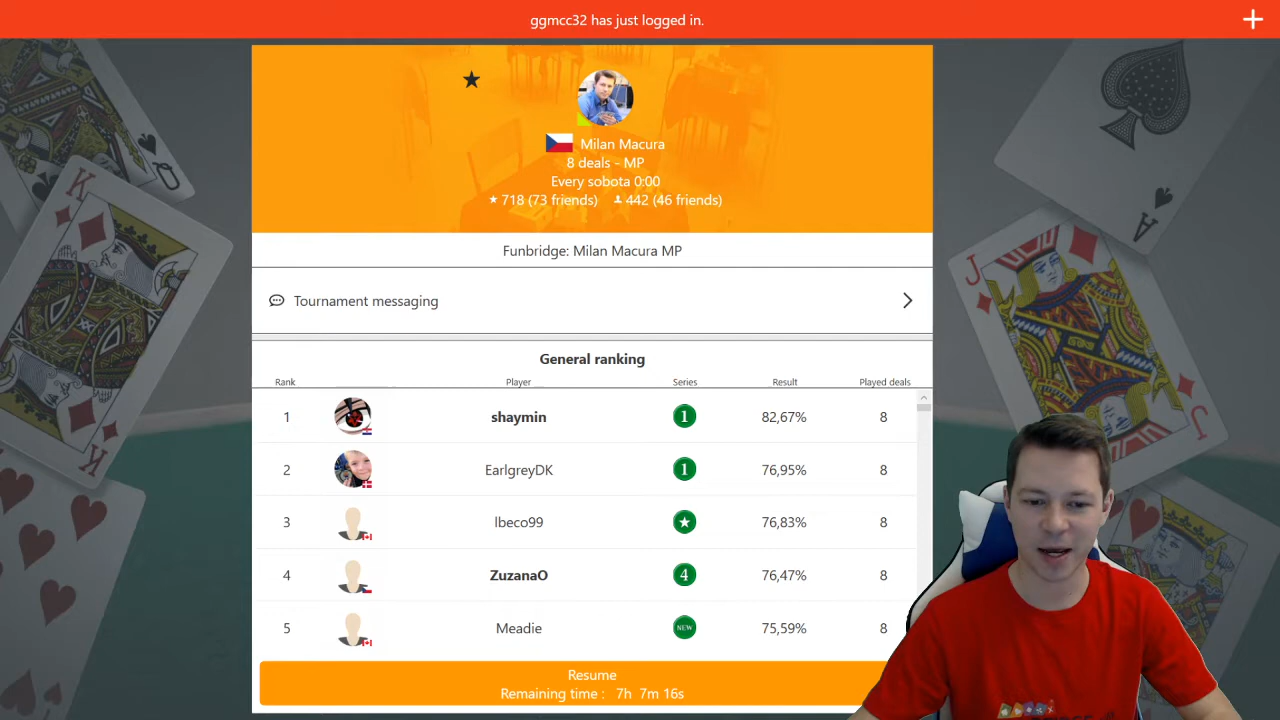 ggmcc32 has just logged in.
Milan Macura
8 deals - MP
Every sobota 0:00
718 (73 friends) 442 (46 friends)
Funbridge: Milan Macura MP
Tournament messaging
General ranking
Rank Player Series Result Played deals
1 shaymin 1 82,67% 8
2 EarlgreyDK 1 76,95% 8
3 lbeco99 76,83% 8
4 ZuzanaO 4 76,47% 8
5 Meadie NEW 75,59% 8
Resume
Remaining time : 7h 7m 16s
K
K
A
A
J
J